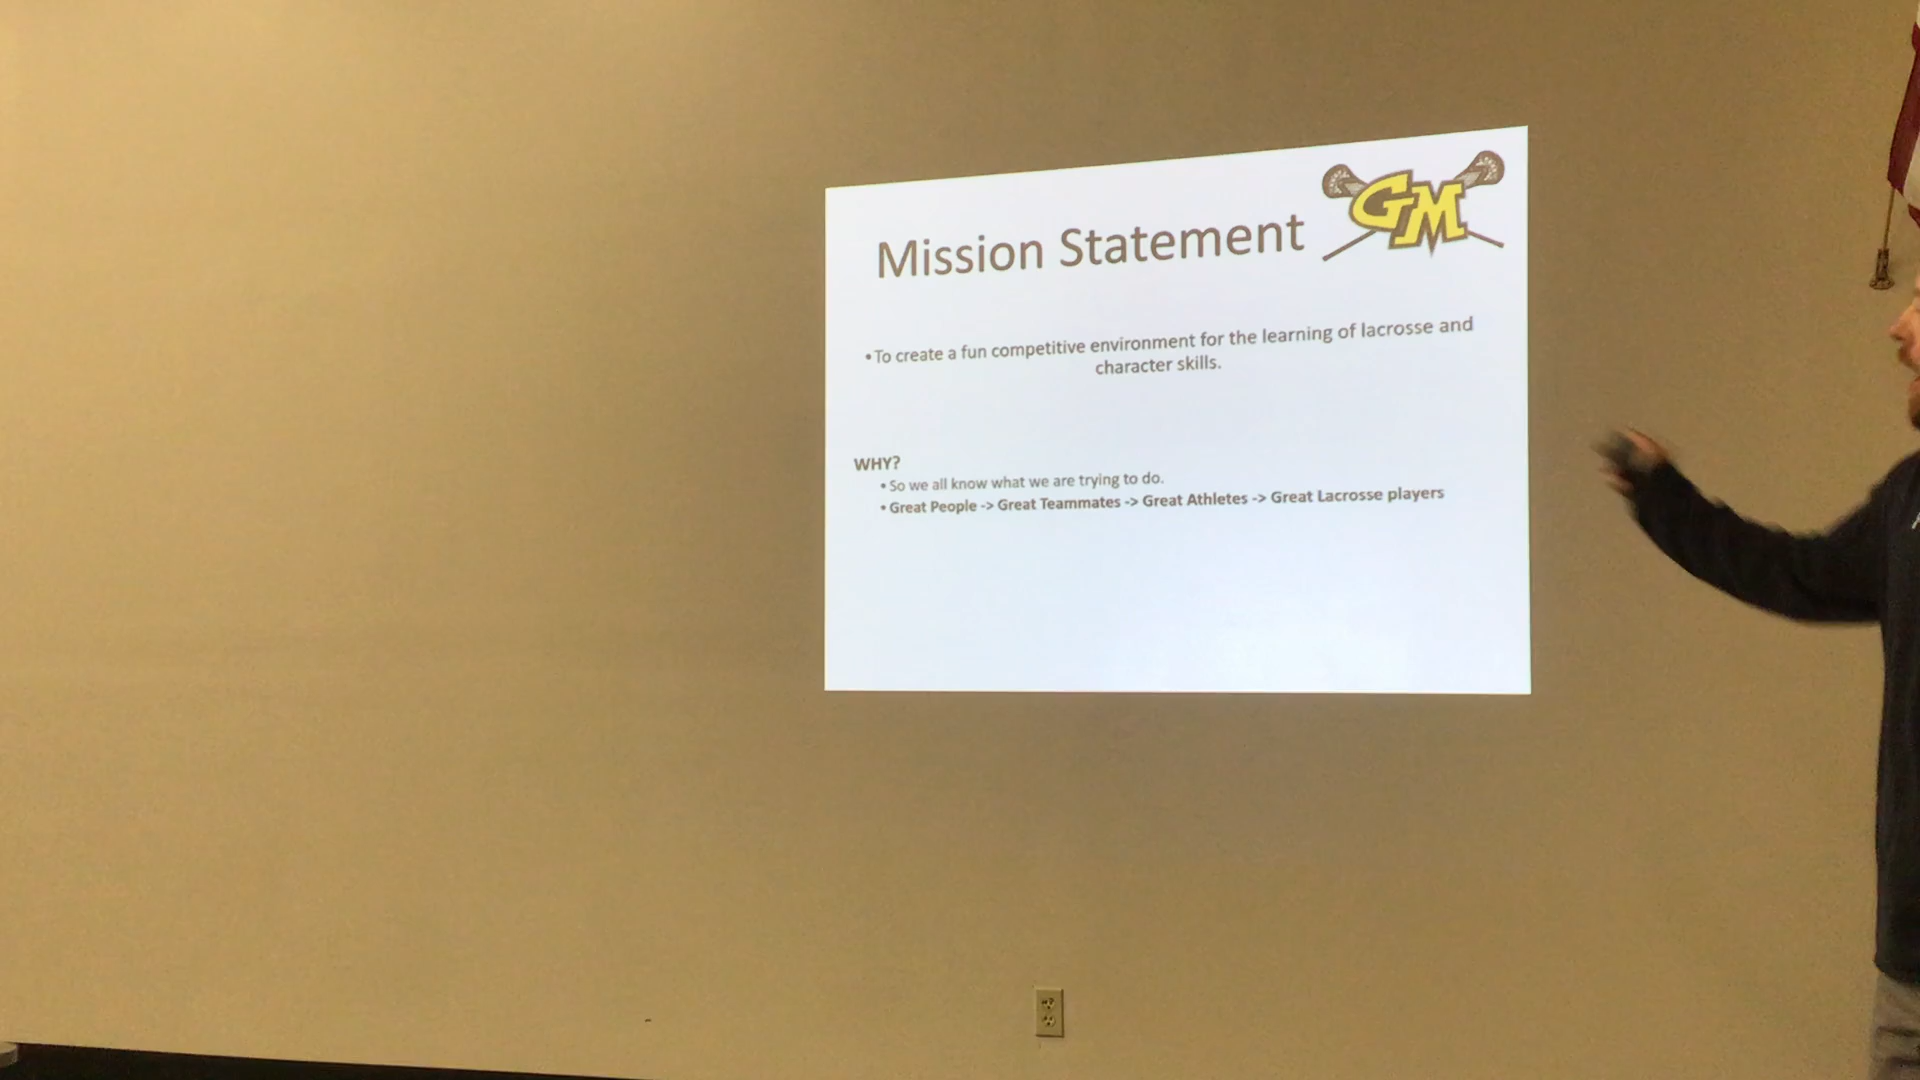 Mission Statement
GM
• To create a fun competitive environment for the learning of lacrosse and
character skills.
WHY?
• So we all know what we are trying to do.
• Great People -> Great Teammates -> Great Athletes -> Great Lacrosse players